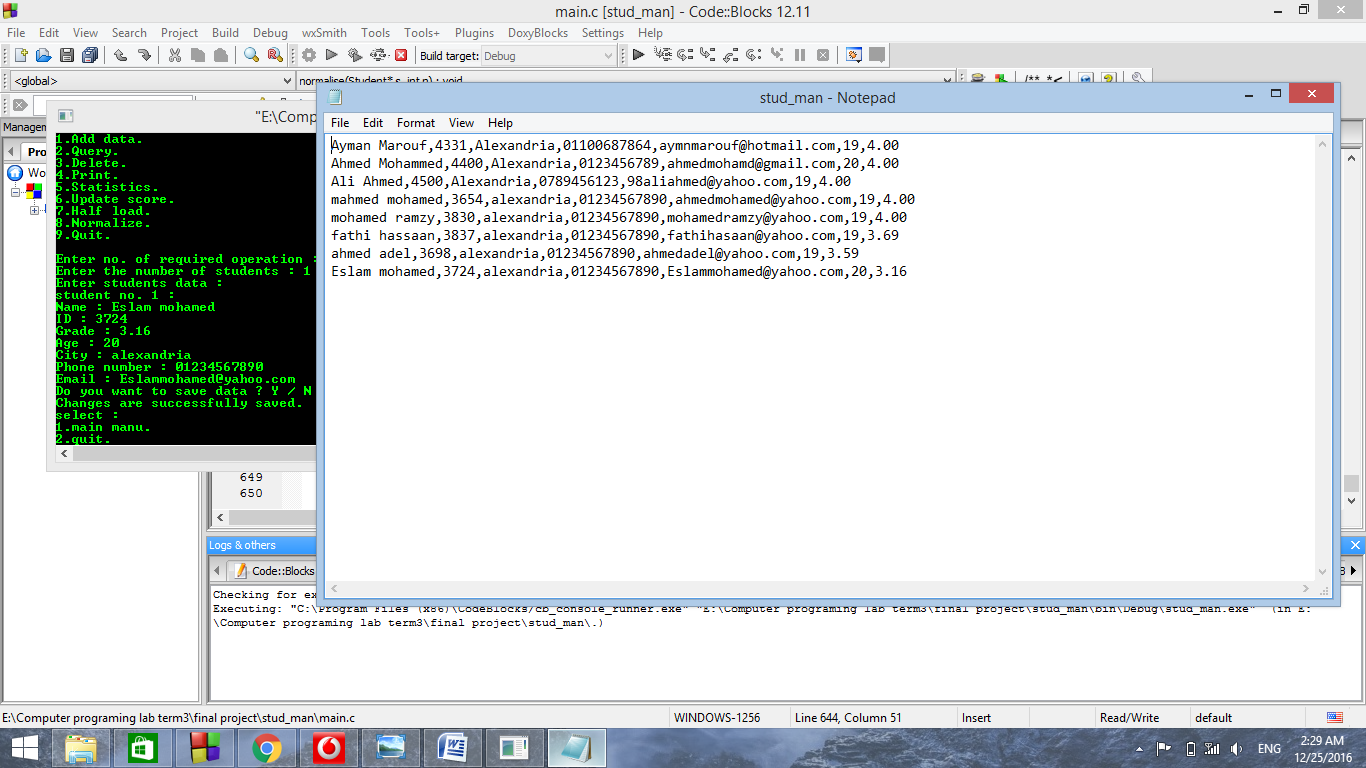 main.c [stud_man] - Code::Blocks 12.11
File Edit View Search Project Build Debug wxSmith Tools Tools+ Plugins DoxyBlocks Settings Help
Build target: Debug
<global>
normalise(Student* s, int n) : void
/** *<
"E:\Comp
Managem
Pro
Wo
1.Add data.
2.Query.
3.Delete.
4.Print.
5.Statistics.
6.Update score.
7.Half load.
8.Normalize.
9.Quit.
Enter no. of required operation :
Enter the number of students : 1
Enter students data :
student no. 1 :
Name : Eslam mohamed
ID : 3724
Grade : 3.16
Age : 20
City : alexandria
Phone number : 01234567890
Email : Eslammohamed@yahoo.com
Do you want to save data ? Y / N
Changes are successfully saved.
select :
1.main manu.
2.quit.
stud_man - Notepad
File Edit Format View Help
Ayman Marouf,4331,Alexandria,01100687864,aymnmarouf@hotmail.com,19,4.00
Ahmed Mohammed,4400,Alexandria,0123456789,ahmedmohamd@gmail.com,20,4.00
Ali Ahmed,4500,Alexandria,0789456123,98aliahmed@yahoo.com,19,4.00
mahmed mohamed,3654,alexandria,01234567890,ahmedmohamed@yahoo.com,19,4.00
mohamed ramzy,3830,alexandria,01234567890,mohamedramzy@yahoo.com,19,4.00
fathi hassaan,3837,alexandria,01234567890,fathihasaan@yahoo.com,19,3.69
ahmed adel,3698,alexandria,01234567890,ahmedadel@yahoo.com,19,3.59
Eslam mohamed,3724,alexandria,01234567890,Eslammohamed@yahoo.com,20,3.16
649
650
Logs & others
Code::Blocks
Checking for ex
Executing: "C:\Program Files (x86)\CodeBlocks/cb_console_runner.exe" "E:\Computer programing lab term3\final project\stud_man\bin\Debug\stud_man.exe" (in E:
\Computer programing lab term3\final project\stud_man\.)
E:\Computer programing lab term3\final project\stud_man\main.c
WINDOWS-1256
Line 644, Column 51
Insert
Read/Write
default
ENG
2:29 AM
12/25/2016